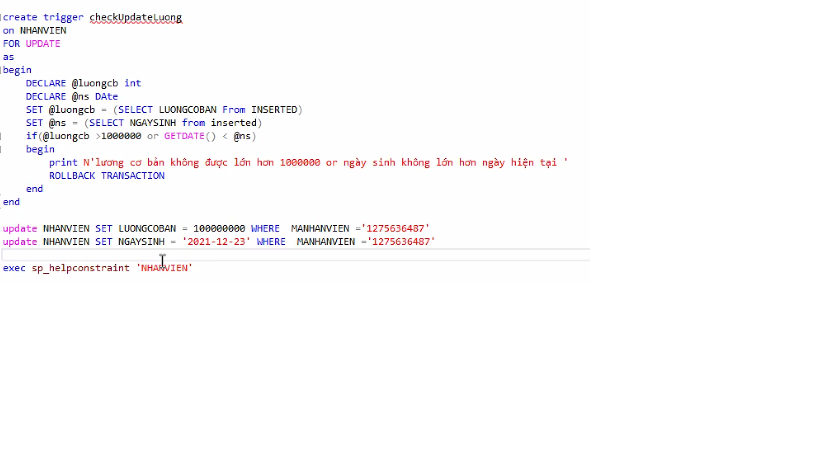 create trigger checkUpdateLuong
on NHANVIEN
FOR UPDATE
as
begin
DECLARE @luongcb int
DECLARE @ns DAte
SET @luongcb = (SELECT LUONGCOBAN From INSERTED)
SET @ns = (SELECT NGAYSINH from inserted)
if(@luongcb >1000000 or GETDATE() < @ns)
begin
print N'lương cơ bản không được lớn hơn 1000000 or ngày sinh không lớn hơn ngày hiện tại '
ROLLBACK TRANSACTION
end
end
update NHANVIEN SET LUONGCOBAN = 100000000 WHERE  MANHANVIEN ='1275636487'
update NHANVIEN SET NGAYSINH = '2021-12-23' WHERE  MANHANVIEN ='1275636487'
exec sp_helpconstraint 'NHANVIEN'